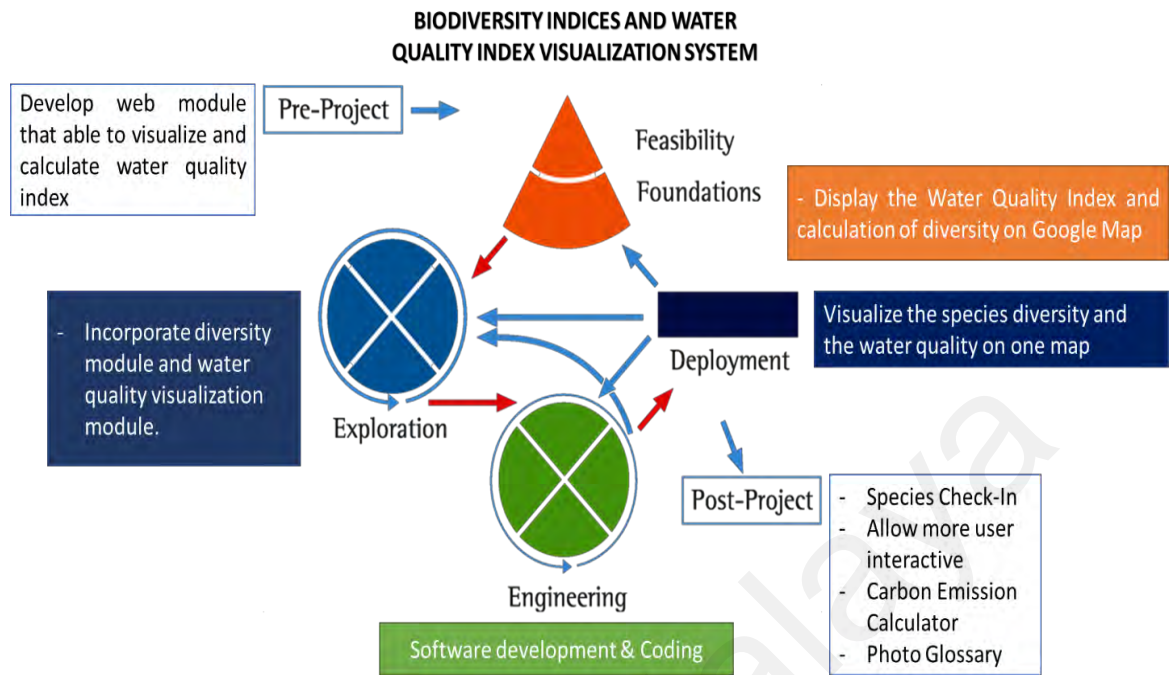 BIODIVERSITY INDICES AND WATER
QUALITY INDEX VISUALIZATION SYSTEM
Develop web module
that able to visualize and
calculate water quality
index
Pre-Project
Feasibility
Foundations
- Display the Water Quality Index and
calculation of diversity on Google Map
- Incorporate diversity
module and water
quality visualization
module.
Exploration
Deployment
Visualize the species diversity and
the water quality on one map
Engineering
Software development & Coding
Post-Project
- Species Check-In
- Allow more user
interactive
- Carbon Emission
Calculator
- Photo Glossary
alaya